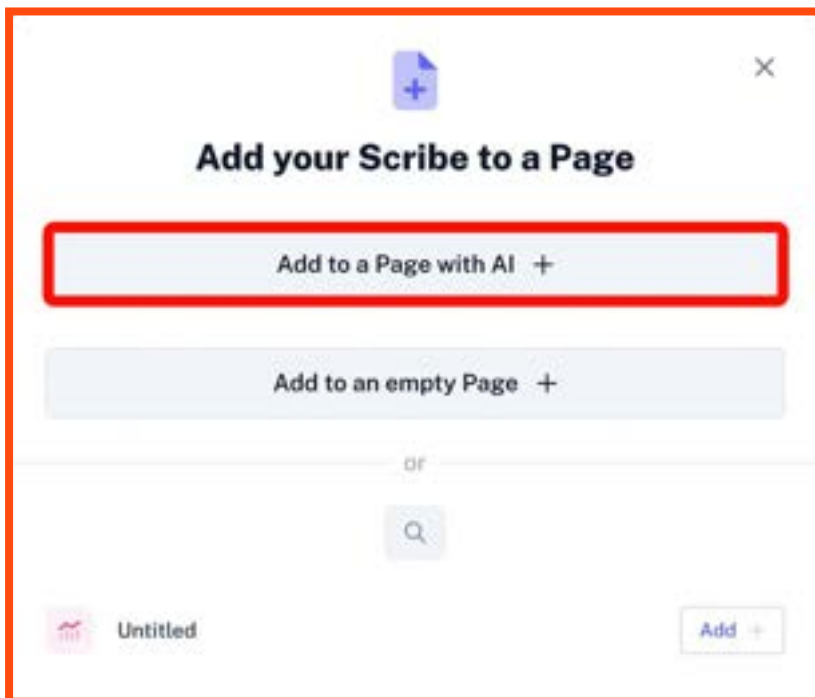 Add your Scribe to a Page
Add to a Page with AI +
Add to an empty Page +
or
Untitled
Add +